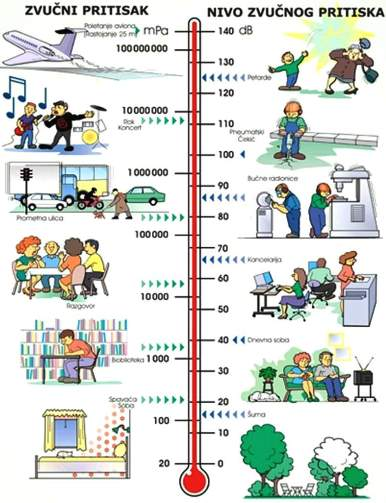 ZVUČNI PRITISAK
NIVO ZVUČNOG PRITISKA
Poletanje aviona
(Rastojanje 25 m)
mPa
140 dB
100 000 000
130
Petarde
120
10 000 000
Rok
Koncert
110
Pneumatski
Čekić
100
1 000 000
90
Bučne radionice
Prometna ulica
80
100 000
70
Kancelarija
60
10 000
Razgovor
50
40
Dnevna soba
Biblioteka
1 000
30
Spavaća
Soba
20
Šuma
100
10
20
0